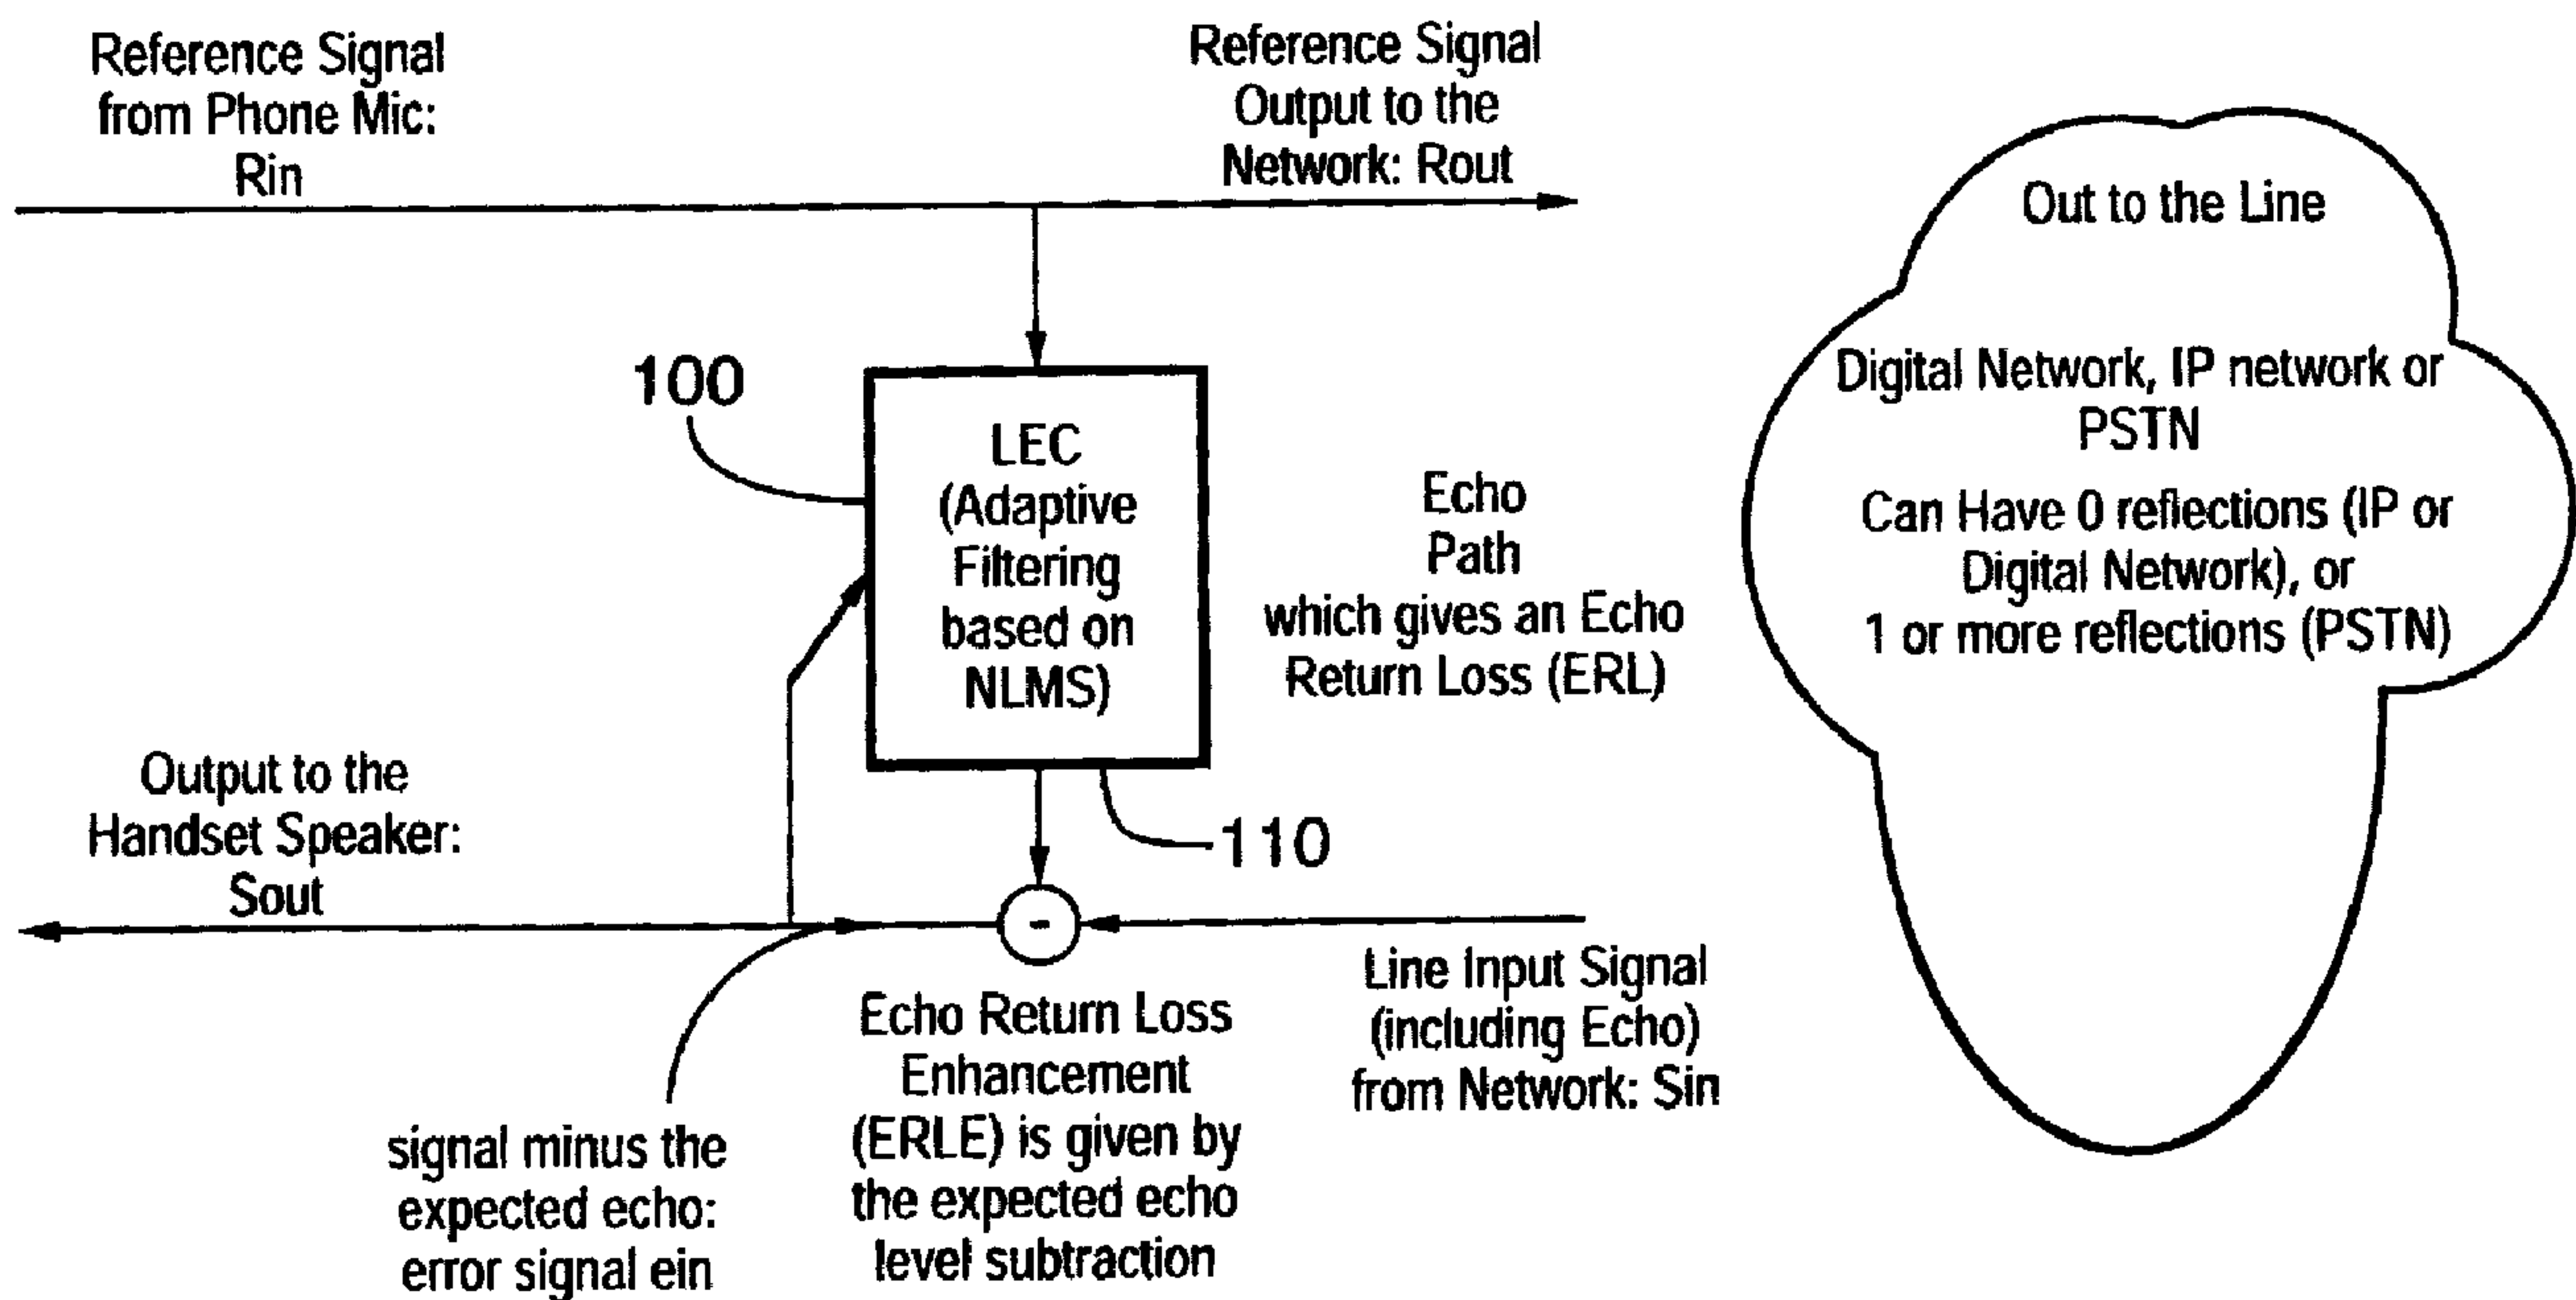 Reference Signal
from Phone Mic:
Rin
Reference Signal
Output to the
Network: Rout
Out to the Line
Digital Network, IP network or
PSTN
Can Have 0 reflections (IP or
Digital Network), or
1 or more reflections (PSTN)
100
LEC
(Adaptive
Filtering
based on
NLMS)
Echo
Path
which gives an Echo
Return Loss (ERL)
110
Output to the
Handset Speaker:
Sout
-
Line Input Signal
(including Echo)
from Network: Sin
Echo Return Loss
Enhancement
(ERLE) is given by
the expected echo
level subtraction
signal minus the
expected echo:
error signal ein